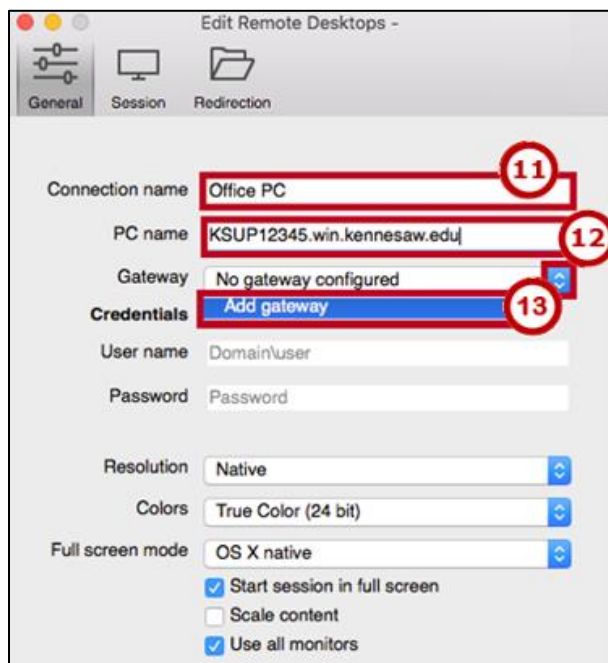 Edit Remote Desktops -
General Session Redirection
11
Connection name Office PC
PC name KSUP12345.win.kennesaw.edu
12
Gateway No gateway configured
Add gateway
13
Credentials
User name Domain\user
Password Password
Resolution Native
Colors True Color (24 bit)
Full screen mode OS X native
Start session in full screen
Scale content
Use all monitors